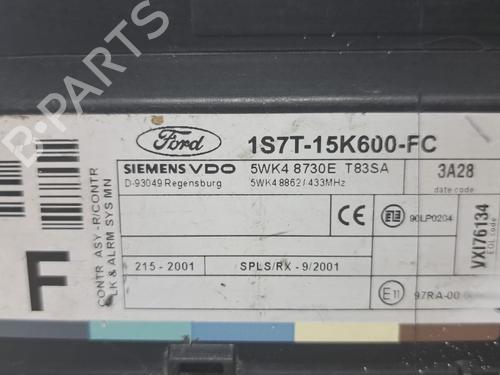 B-PARTS
Ford
1S7T-15K600-FC
SIEMENS VDO
D-93049 Regensburg
5WK4 8730E T83SA
5WK4 8862 / 433MHz
3A28
date code
CE
90LP0204
VXI76134
EOL code
215 - 2001
SPLS/RX - 9/2001
E11
97RA-00
F
CONTR ASY -R/CONTR
LK & ALRM SYS MN